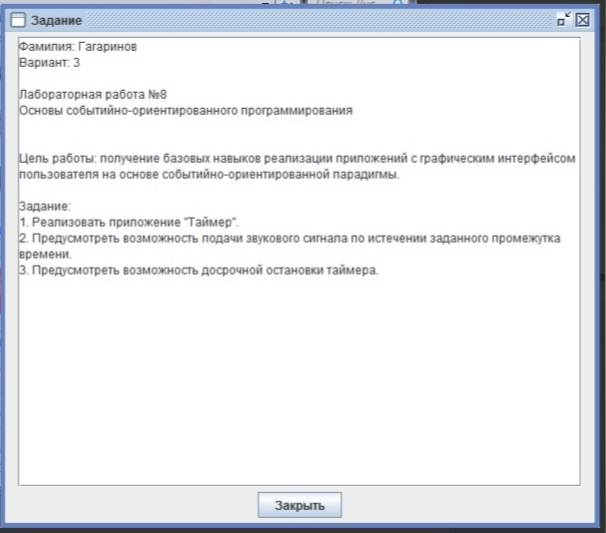 Задание
Фамилия: Гагаринов
Вариант: 3
Лабораторная работа №8
Основы событийно-ориентированного программирования
Цель работы: получение базовых навыков реализации приложений с графическим интерфейсом
пользователя на основе событийно-ориентированной парадигмы.
Задание:
1. Реализовать приложение "Таймер".
2. Предусмотреть возможность подачи звукового сигнала по истечении заданного промежутка
времени.
3. Предусмотреть возможность досрочной остановки таймера.
Закрыть